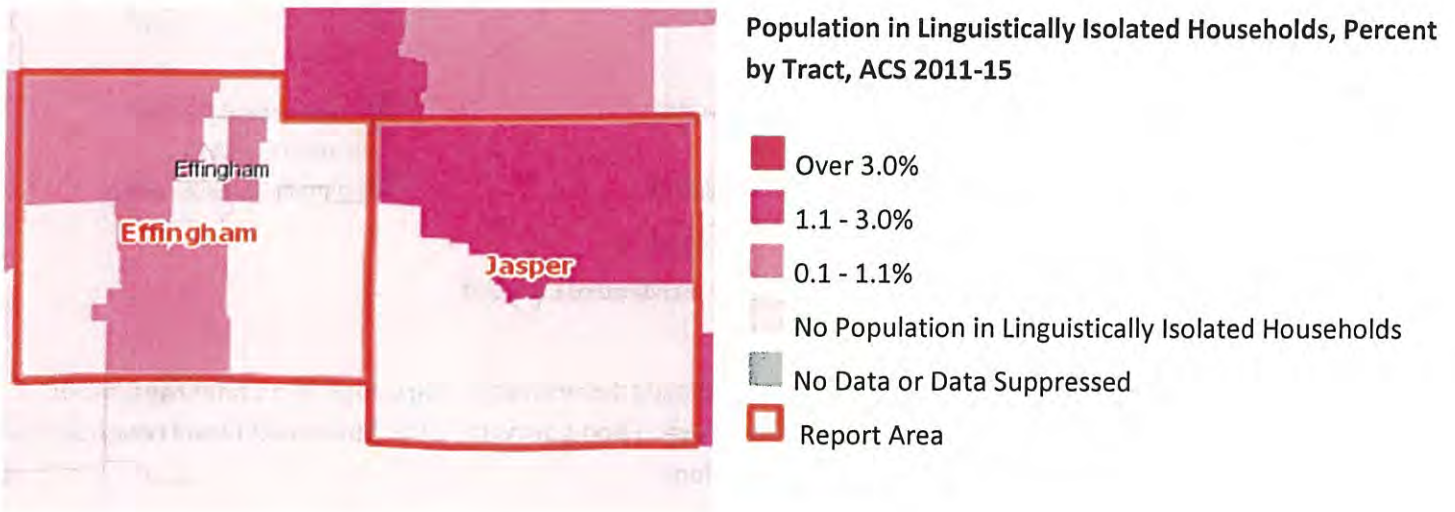 Population in Linguistically Isolated Households, Percent
by Tract, ACS 2011-15
Over 3.0%
1.1 - 3.0%
0.1 - 1.1%
No Population in Linguistically Isolated Households
No Data or Data Suppressed
Report Area
Effingham
Effingham
Jasper